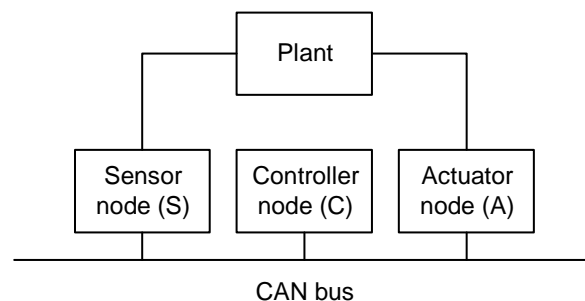 Plant
Sensor
node (S)
Controller
node (C)
Actuator
node (A)
CAN bus